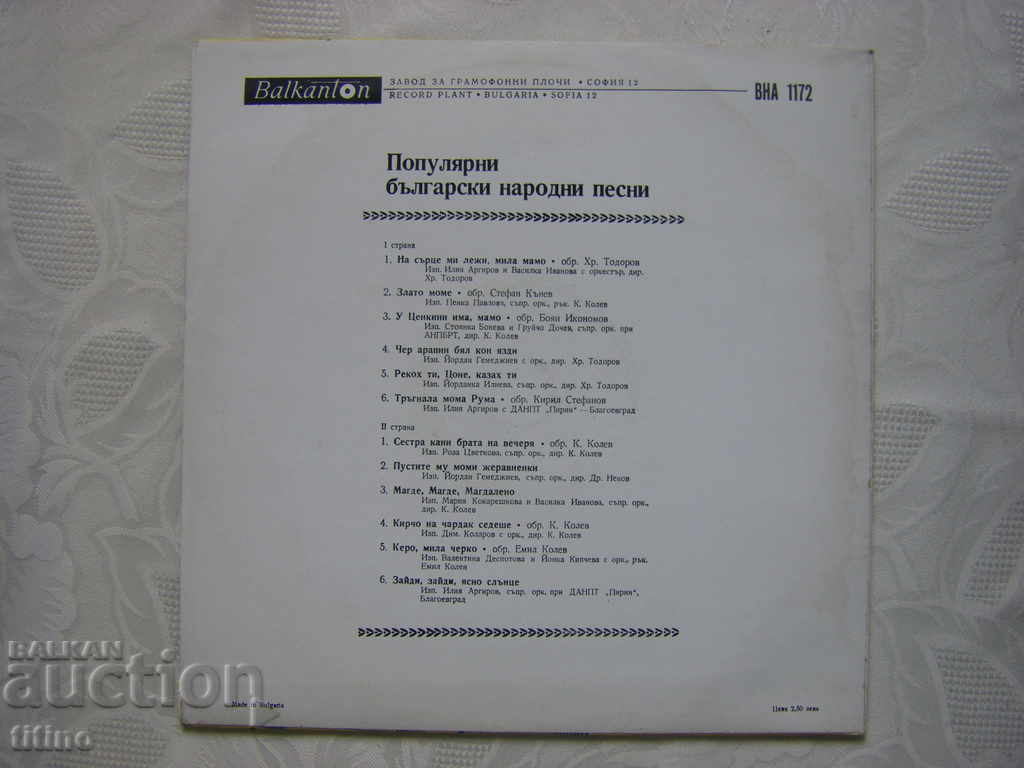 Balkanton
ЗАВОД ЗА ГРАМОФОННИ ПЛОЧИ • СОФИЯ 12
RECORD PLANT • BULGARIA • SOFIA 12
ВНА 1172
Популярни
български народни песни
I страна
1. На сърце ми лежи, мила мамо • обр. Хр. Тодоров
Изп. Илия Аргиров и Василка Иванова с оркестър, дир.
Хр. Тодоров
2. Злато моме • обр. Стефан Кънев
Изп. Пенка Павлова, съпр. орк., рък. К. Колев
3. У Ценкини има, мамо • обр. Боян Икономов
Изп. Стоянка Бонева и Груйчо Дочев, съпр. орк. при
АНПБРТ, дир. К. Колев
4. Чер арапин бял кон язди
Изп. Йордан Гемеджиев с орк., дир. Хр. Тодоров
5. Рекох ти, Цоне, казах ти
Изп. Йорданка Илиева, съпр. орк., дир. Хр. Тодоров
6. Тръгнала мома Рума • обр. Кирил Стефанов
Изп. Илия Аргиров с ДАНПТ „Пирин“ — Благоевград
II страна
1. Сестра кани брата на вечеря • обр. К. Колев
Изп. Роза Цветкова, съпр. орк., дир. К. Колев
2. Пустите му моми жеравненки
Изп. Йордан Гемеджиев, съпр. орк., дир. Др. Ненов
3. Магде, Магде, Магдалено
Изп. Мария Кокарешкова и Василка Иванова, съпр. орк.,
дир. К. Колев
4. Кирчо на чардак седеше • обр. К. Колев
Изп. Дим. Коларов с орк., дир. К. Колев
5. Керо, мила черко • обр. Емил Колев
Изп. Валентина Деспотова и Йонка Кипчева с орк., рък.
Емил Колев
6. Зайди, зайди, ясно слънце
Изп. Илия Аргиров, съпр. орк. при ДАНПТ „Пирин“,
Благоевград
Made in Bulgaria
Цена 2,50 лева
BALKAN
auction
titino